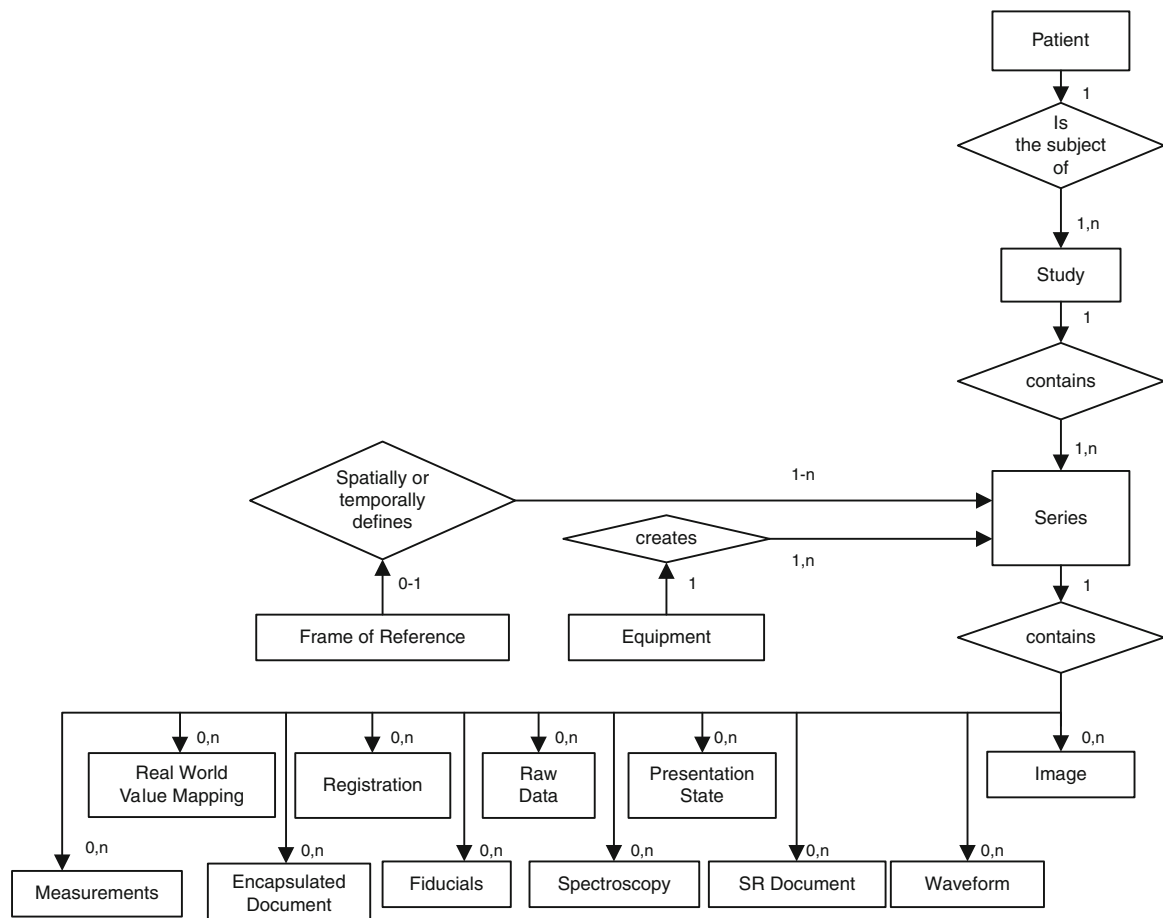 Patient
1
Is
the subject
of
1,n
Study
1
contains
1,n
Spatially or
temporally
defines
1-n
Series
creates
1,n
0-1
1
1
Frame of Reference
Equipment
contains
0,n
0,n
0,n
0,n
0,n
Real World
Value Mapping
Registration
Raw
Data
Presentation
State
Image
0,n
0,n
0,n
0,n
0,n
0,n
Measurements
Encapsulated
Document
Fiducials
Spectroscopy
SR Document
Waveform